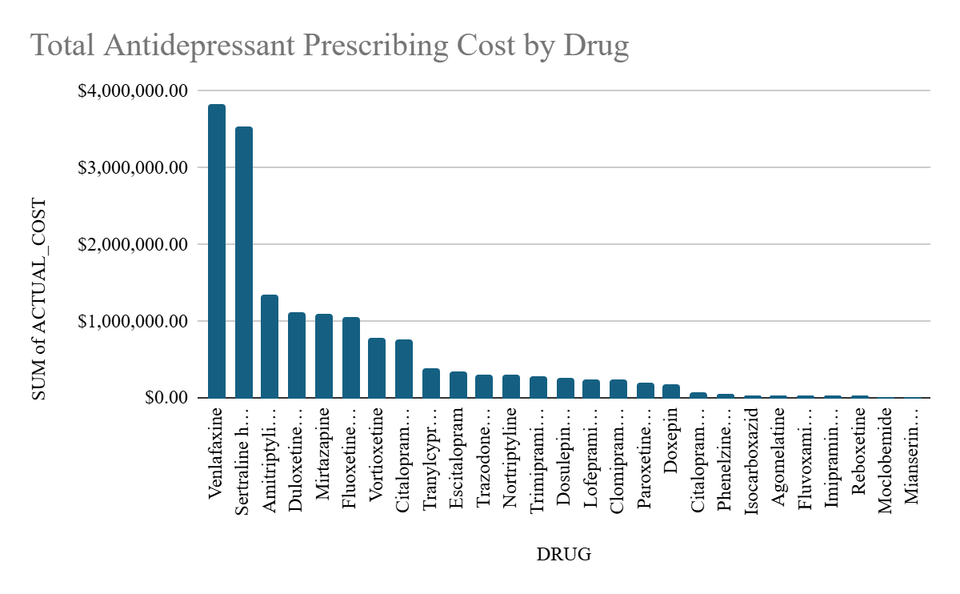 Total Antidepressant Prescribing Cost by Drug
$4,000,000.00
$3,000,000.00
$2,000,000.00
$1,000,000.00
$0.00
SUM of ACTUAL_COST
Venlafaxine
Sertraline h…
Amitriptyli…
Duloxetine…
Mirtazapine
Fluoxetine…
Vortioxetine
Citalopram…
Tranylcypr…
Escitalopram
Trazodone…
Nortriptyline
Trimiprami…
Dosulepin…
Lofeprami…
Clomipram…
Paroxetine…
Doxepin
Citalopram…
Phenelzine…
Isocarboxazid
Agomelatine
Fluvoxami…
Imipramin…
Reboxetine
Moclobemide
Mianserin…
DRUG